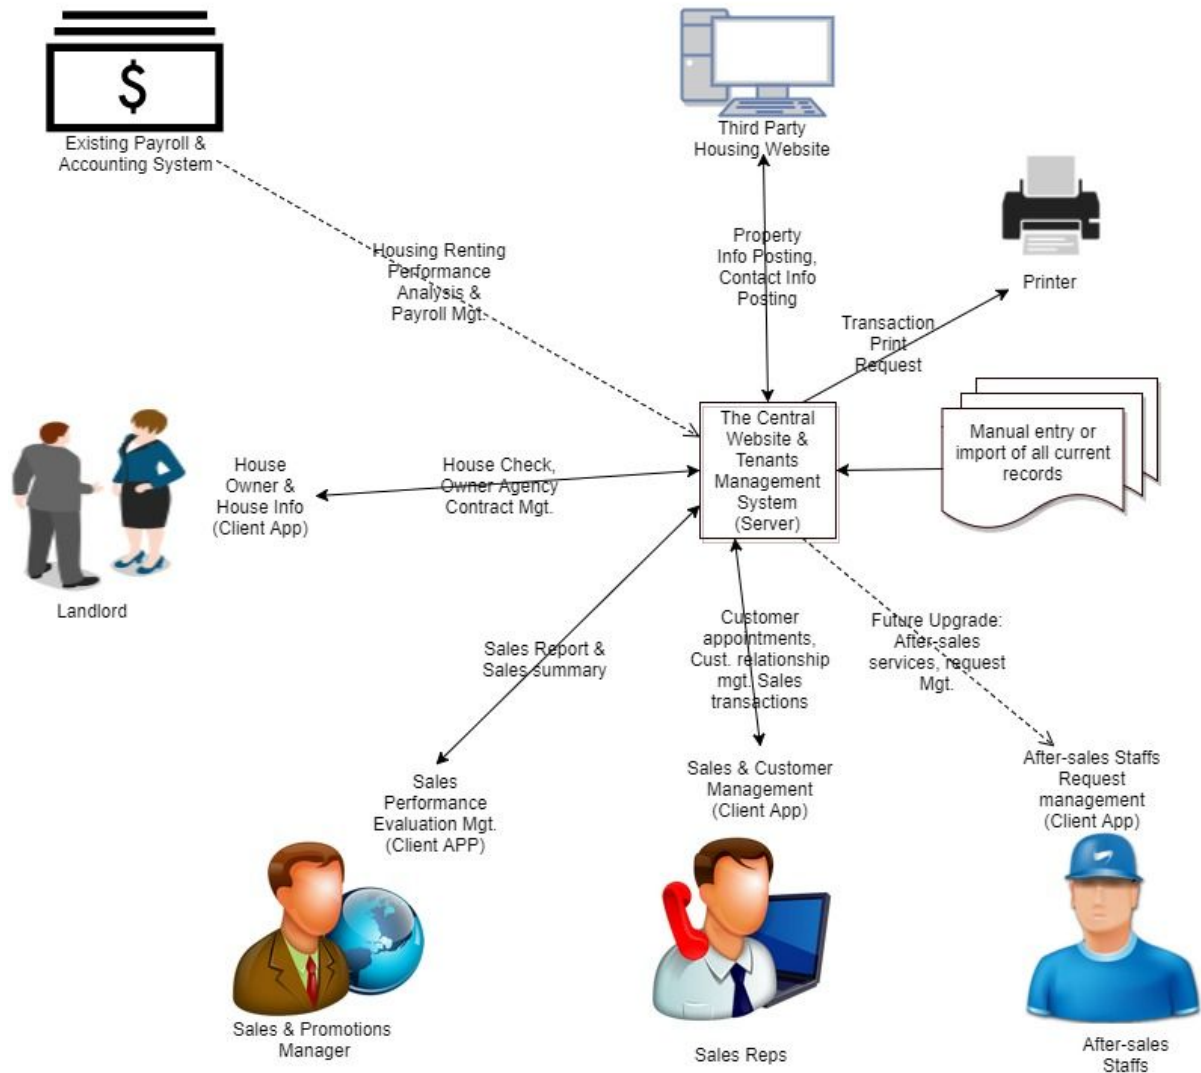 $
Existing Payroll &
Accounting System
Third Party
Housing Website
Printer
Housing Renting
Performance
Analysis &
Payroll Mgt.
Property
Info Posting,
Contact Info
Posting
Transaction
Print
Request
The Central
Website &
Tenants
Management
System
(Server)
Manual entry or
import of all current
records
House
Owner &
House Info
(Client App)
House Check,
Owner Agency
Contract Mgt.
Landlord
Sales Report &
Sales summary
Customer
appointments,
Cust. relationship
mgt. Sales
transactions
Future Upgrade:
After-sales
services, request
Mgt.
Sales
Performance
Evaluation Mgt.
(Client APP)
Sales & Customer
Management
(Client App)
After-sales Staffs
Request
management
(Client App)
Sales & Promotions
Manager
Sales Reps
After-sales
Staffs